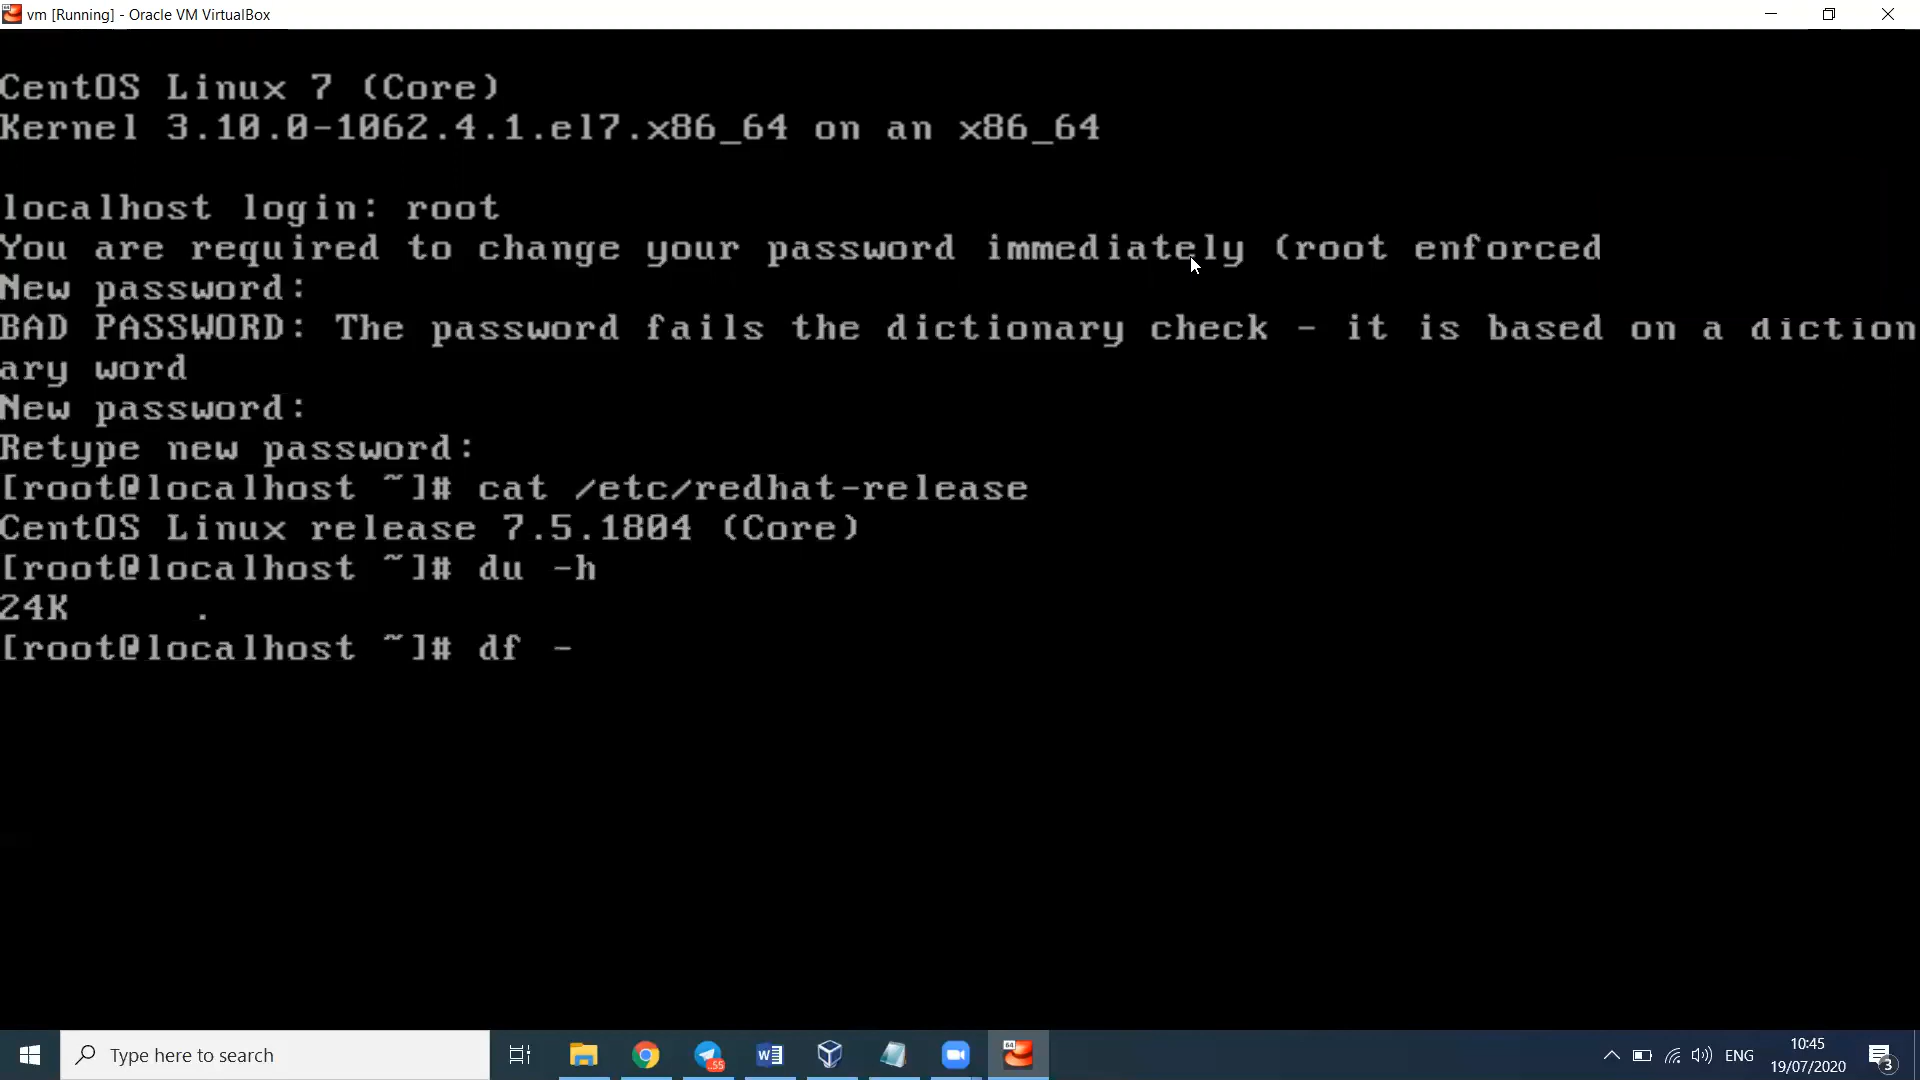 vm [Running] - Oracle VM VirtualBox
CentOS Linux 7 (Core)
Kernel 3.10.0-1062.4.1.el7.x86_64 on an x86_64
localhost login: root
You are required to change your password immediately (root enforced
New password:
BAD PASSWORD: The password fails the dictionary check - it is based on a diction
ary word
New password:
Retype new password:
[root@localhost ~]# cat /etc/redhat-release
CentOS Linux release 7.5.1804 (Core)
[root@localhost ~]# du -h
24K .
[root@localhost ~]# df -
Type here to search
55
W
64
ENG
10:45
19/07/2020
3